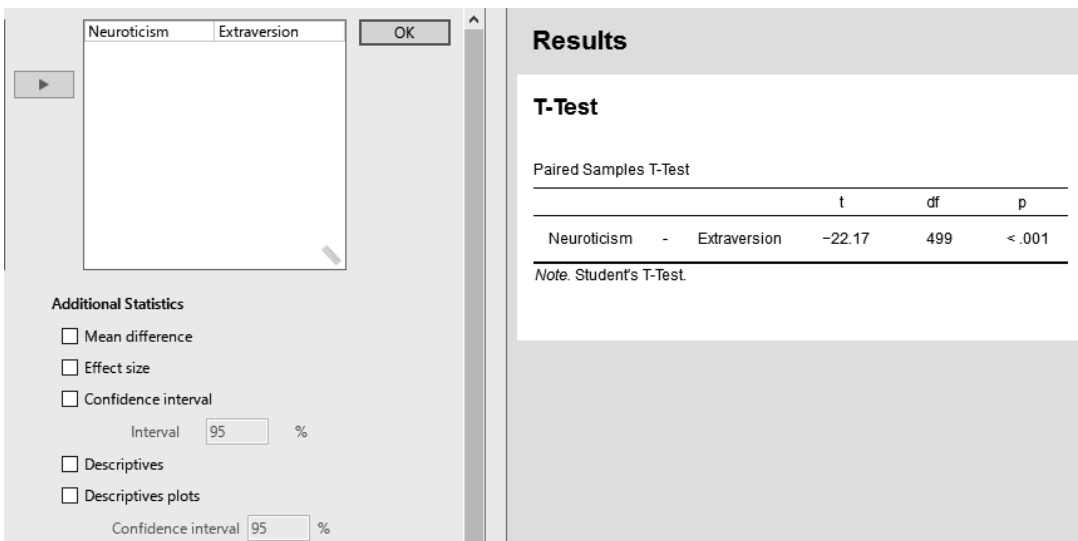 Neuroticism Extraversion
OK
Additional Statistics
Mean difference
Effect size
Confidence interval
Interval 95 %
Descriptives
Descriptives plots
Confidence interval 95 %
Results
T-Test
Paired Samples T-Test
t df p
Neuroticism - Extraversion −22.17 499 < .001
Note. Student's T-Test.